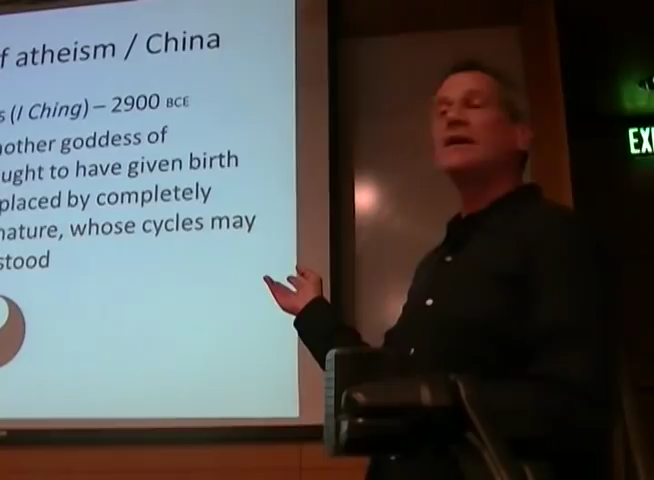 f atheism / China
s (I Ching) – 2900 BCE
nother goddess of
ught to have given birth
placed by completely
nature, whose cycles may
stood
EXI